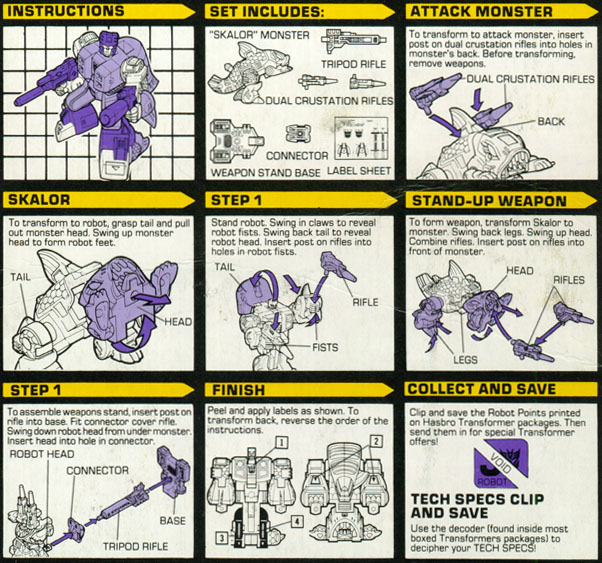 INSTRUCTIONS
SET INCLUDES:
"SKALOR" MONSTER
TRIPOD RIFLE
DUAL CRUSTATION RIFLES
CONNECTOR
WEAPON STAND BASE
LABEL SHEET
ATTACK MONSTER
To transform to attack monster, insert
post on dual crustation rifles into holes in
monster's back. Before transforming,
remove weapons.
DUAL CRUSTATION RIFLES
BACK
SKALOR
To transform to robot, grasp tail and pull
out monster head. Swing up monster
head to form robot feet.
TAIL
HEAD
STEP 1
Stand robot. Swing in claws to reveal
robot fists. Swing back tail to reveal
robot head. Insert post on rifles into
holes in robot fists.
TAIL
RIFLE
FISTS
STAND-UP WEAPON
To form weapon, transform Skalor to
monster. Swing back legs. Swing up head.
Combine rifles. Insert post on rifles into
front of monster.
HEAD
RIFLES
LEGS
STEP 1
To assemble weapons stand, insert post on
rifle into base. Fit connector cover rifle.
Swing down robot head from under monster.
Insert head into hole in connector.
ROBOT HEAD
CONNECTOR
BASE
TRIPOD RIFLE
FINISH
Peel and apply labels as shown. To
transform back, reverse the order of the
instructions.
1
2
3
4
COLLECT AND SAVE
Clip and save the Robot Points printed
on Hasbro Transformer packages. Then
send them in for special Transformer
offers!
VOID
ROBOT
TECH SPECS CLIP
AND SAVE
Use the decoder (found inside most
boxed Transformers packages) to
decipher your TECH SPECS!